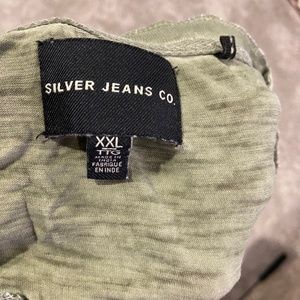 SILVER JEANS CO.
XXL
TTG
MADE IN
INDIA
FABRIQUÉ
EN INDE